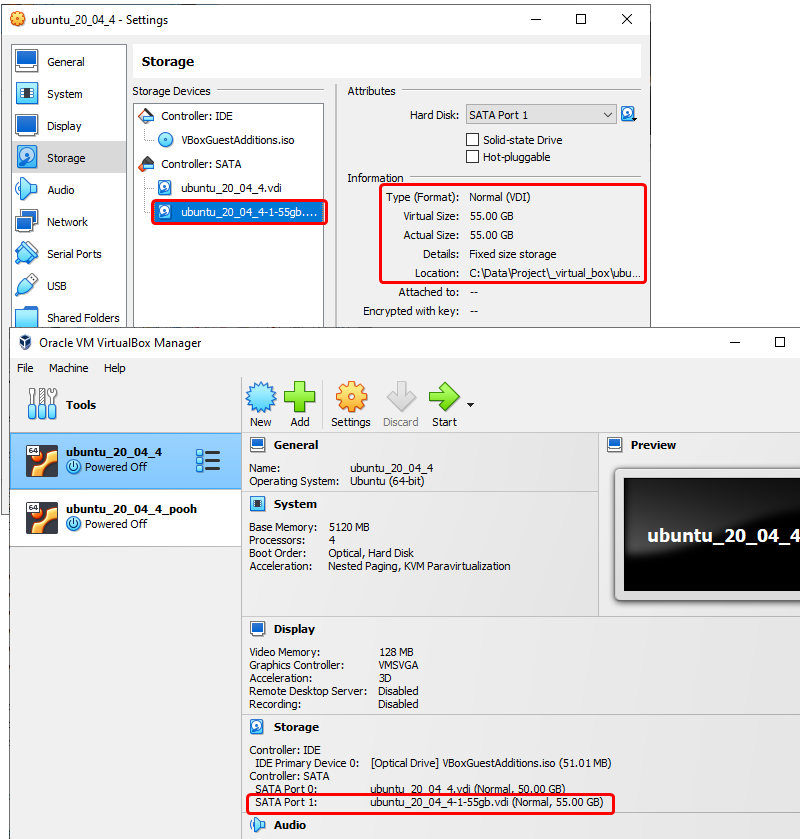 ubuntu_20_04_4 - Settings
General
System
Display
Storage
Audio
Network
Serial Ports
USB
Shared Folders
Storage
Storage Devices
Controller: IDE
VBoxGuestAdditions.iso
Controller: SATA
ubuntu_20_04_4.vdi
ubuntu_20_04_4-1-55gb....
Attributes
Hard Disk: SATA Port 1
Solid-state Drive
Hot-pluggable
Information
Type (Format): Normal (VDI)
Virtual Size: 55.00 GB
Actual Size: 55.00 GB
Details: Fixed size storage
Location: C:\Data\Project\_virtual_box\ubu...
Attached to: --
Encrypted with key: --
Oracle VM VirtualBox Manager
File Machine Help
Tools
New Add Settings Discard Start
64
ubuntu_20_04_4
Powered Off
64
ubuntu_20_04_4_pooh
Powered Off
General
Name: ubuntu_20_04_4
Operating System: Ubuntu (64-bit)
System
Base Memory: 5120 MB
Processors: 4
Boot Order: Optical, Hard Disk
Acceleration: Nested Paging, KVM Paravirtualization
Preview
ubuntu_20_04_4
Display
Video Memory: 128 MB
Graphics Controller: VMSVGA
Acceleration: 3D
Remote Desktop Server: Disabled
Recording: Disabled
Storage
Controller: IDE
IDE Primary Device 0: [Optical Drive] VBoxGuestAdditions.iso (51.01 MB)
Controller: SATA
SATA Port 0: ubuntu_20_04_4.vdi (Normal, 50.00 GB)
SATA Port 1: ubuntu_20_04_4-1-55gb.vdi (Normal, 55.00 GB)
Audio